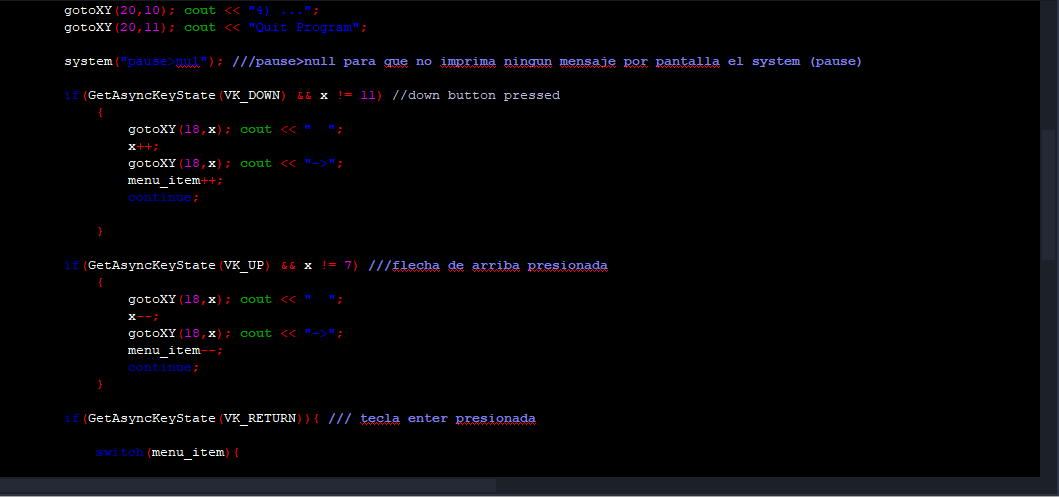 gotoXY(20,10); cout << "4) ...";
gotoXY(20,11); cout << "Quit Program";
system("pause>nul"); ///pause>null para que no imprima ningun mensaje por pantalla el system (pause)
if(GetAsyncKeyState(VK_DOWN) && x != 11) //down button pressed
{
gotoXY(18,x); cout << "  ";
x++;
gotoXY(18,x); cout << "->";
menu_item++;
continue;
}
if(GetAsyncKeyState(VK_UP) && x != 7) ///flecha de arriba presionada
{
gotoXY(18,x); cout << "  ";
x--;
gotoXY(18,x); cout << "->";
menu_item--;
continue;
}
if(GetAsyncKeyState(VK_RETURN)){ /// tecla enter presionada
switch(menu_item){